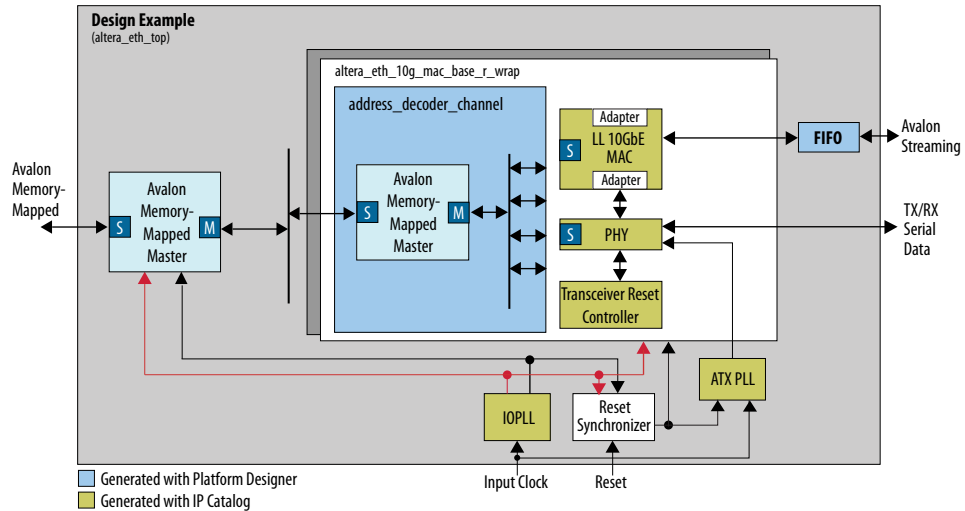 Design Example
(altera_eth_top)
altera_eth_10g_mac_base_r_wrap
address_decoder_channel
Adapter
LL 10GbE
MAC
S
Adapter
FIFO
Avalon
Streaming
Avalon
Memory-
Mapped
Avalon
Memory-
Mapped
Master
S
M
Avalon
Memory-
Mapped
Master
S
M
S
PHY
TX/RX
Serial
Data
Transceiver Reset
Controller
ATX PLL
IOPLL
Reset
Synchronizer
Input Clock
Reset
Generated with Platform Designer
Generated with IP Catalog